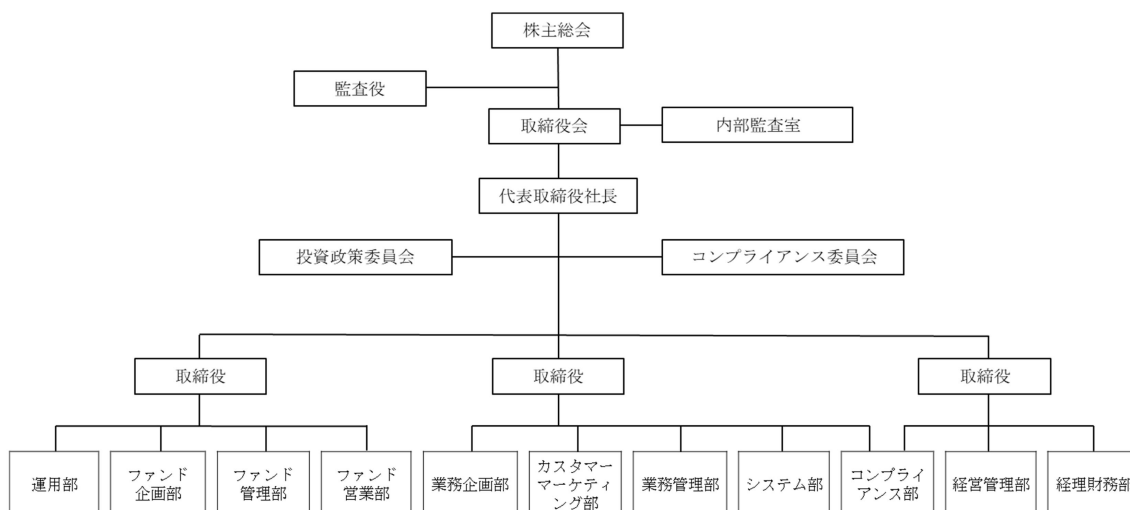 株主総会
監査役
取締役会
内部監査室
代表取締役社長
投資政策委員会
コンプライアンス委員会
取締役
取締役
取締役
運用部
ファンド
企画部
ファンド
管理部
ファンド
営業部
業務企画部
カスタマー
マーケティ
ング部
業務管理部
システム部
コンプライ
アンス部
経営管理部
経理財務部